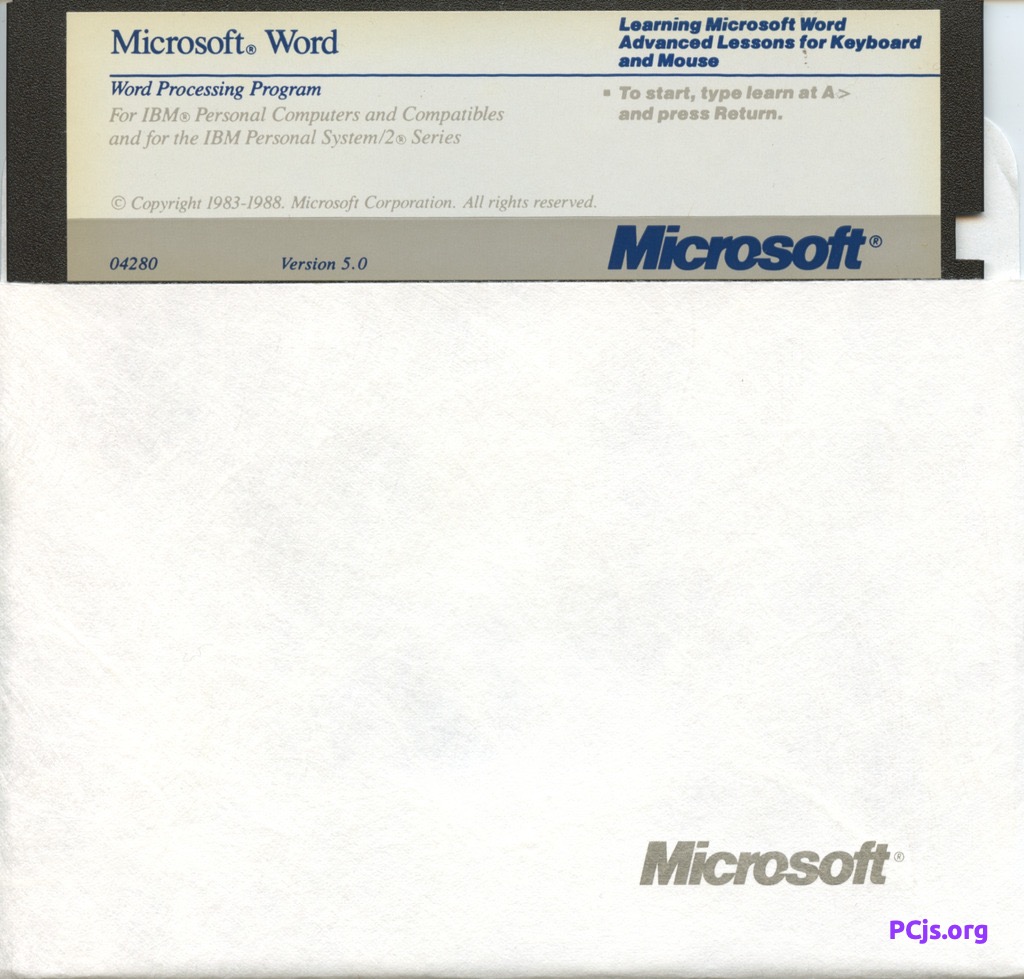 Microsoft® Word
Learning Microsoft Word
Advanced Lessons for Keyboard
and Mouse
Word Processing Program
For IBM® Personal Computers and Compatibles
and for the IBM Personal System/2® Series
▪ To start, type learn at A>
and press Return.
© Copyright 1983-1988. Microsoft Corporation. All rights reserved.
04280 Version 5.0 Microsoft®
Microsoft®
PCjs.org